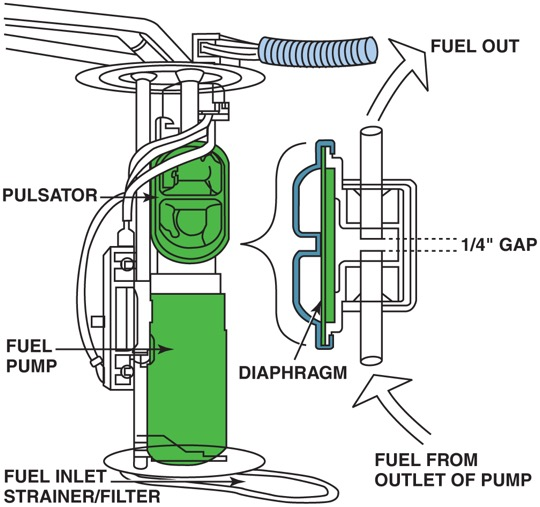 FUEL OUT
PULSATOR
1/4" GAP
FUEL
PUMP
DIAPHRAGM
FUEL FROM
OUTLET OF PUMP
FUEL INLET
STRAINER/FILTER